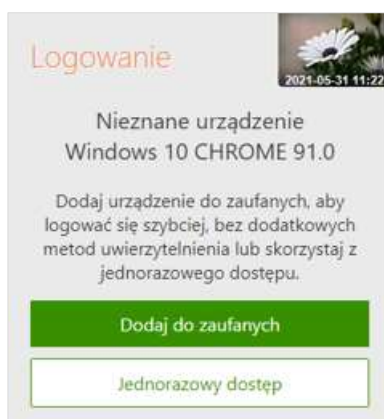 Logowanie
2021-05-31 11:22
Nieznane urządzenie
Windows 10 CHROME 91.0
Dodaj urządzenie do zaufanych, aby
logować się szybciej, bez dodatkowych
metod uwierzytelnienia lub skorzystaj z
jednorazowego dostępu.
Dodaj do zaufanych
Jednorazowy dostęp